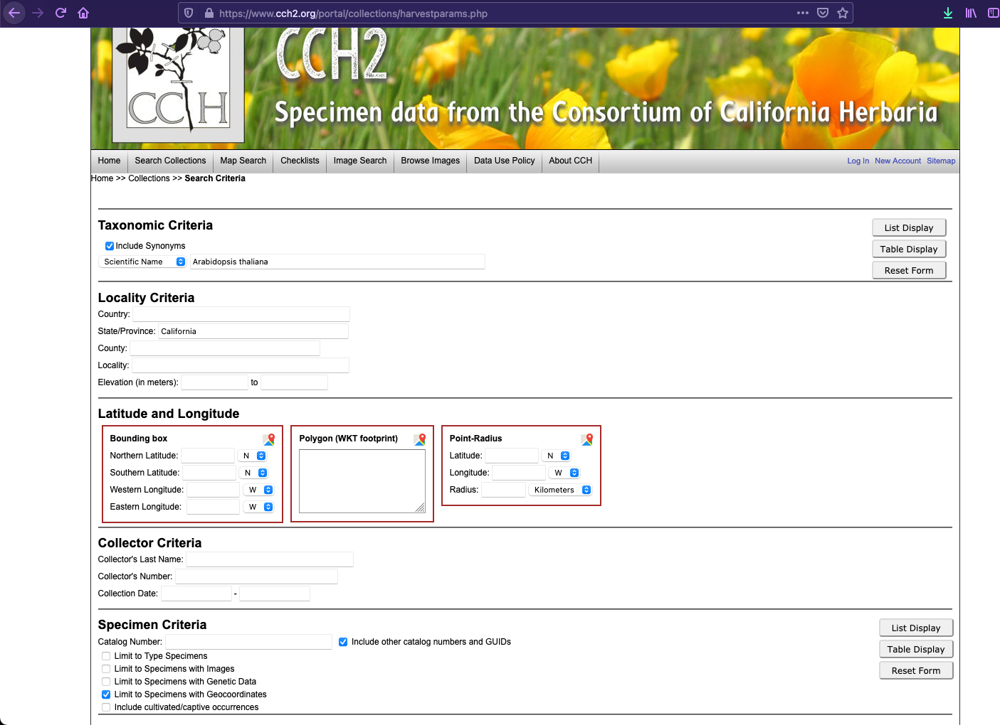 https://www.cch2.org/portal/collections/harvestparams.php
CCH
CCH2
Specimen data from the Consortium of California Herbaria
Home Search Collections Map Search Checklists Image Search Browse Images Data Use Policy About CCH Log In New Account Sitemap
Home >> Collections >> Search Criteria
Taxonomic Criteria
List Display
Include Synonyms
Table Display
Scientific Name Arabidopsis thaliana
Reset Form
Locality Criteria
Country:
State/Province: California
County:
Locality:
Elevation (in meters): to
Latitude and Longitude
Bounding box
Northern Latitude: N
Southern Latitude: N
Western Longitude: W
Eastern Longitude: W
Polygon (WKT footprint)
Point-Radius
Latitude: N
Longitude: W
Radius: Kilometers
Collector Criteria
Collector's Last Name:
Collector's Number:
Collection Date: -
Specimen Criteria
List Display
Catalog Number: Include other catalog numbers and GUIDs
Table Display
Limit to Type Specimens
Limit to Specimens with Images
Reset Form
Limit to Specimens with Genetic Data
Limit to Specimens with Geocoordinates
Include cultivated/captive occurrences